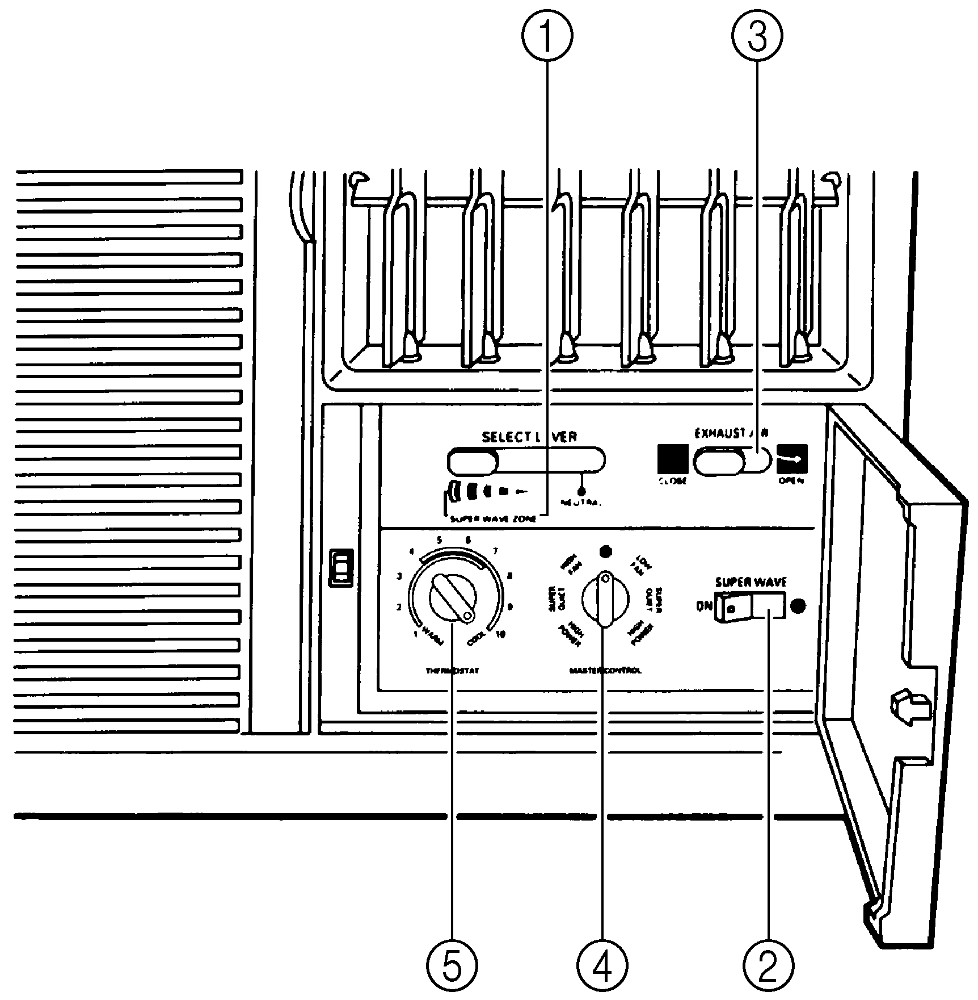 1
3
SELECT LEVER
EXHAUST AIR
CLOSE
OPEN
NEUTRAL
SUPER WAVE ZONE
4 5 6 7
3 8
2 9
1 WARM COOL 10
THERMOSTAT
HIGH
FAN
LOW
FAN
SUPER
QUIET
SUPER
QUIET
HIGH
POWER
HIGH
POWER
MASTER CONTROL
SUPER WAVE
ON
5
4
2